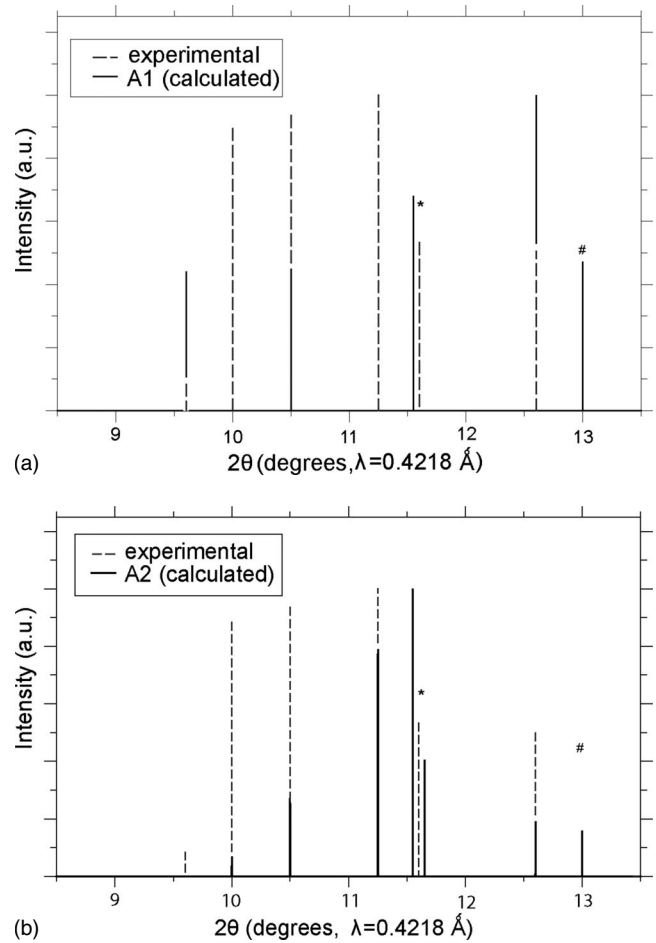 experimental
A1 (calculated)
Intensity (a.u.)
*
#
9 10 11 12 13
(a)
2θ (degrees, λ=0.4218 Å)
experimental
A2 (calculated)
Intensity (a.u.)
*
#
9 10 11 12 13
(b)
2θ (degrees, λ=0.4218 Å)